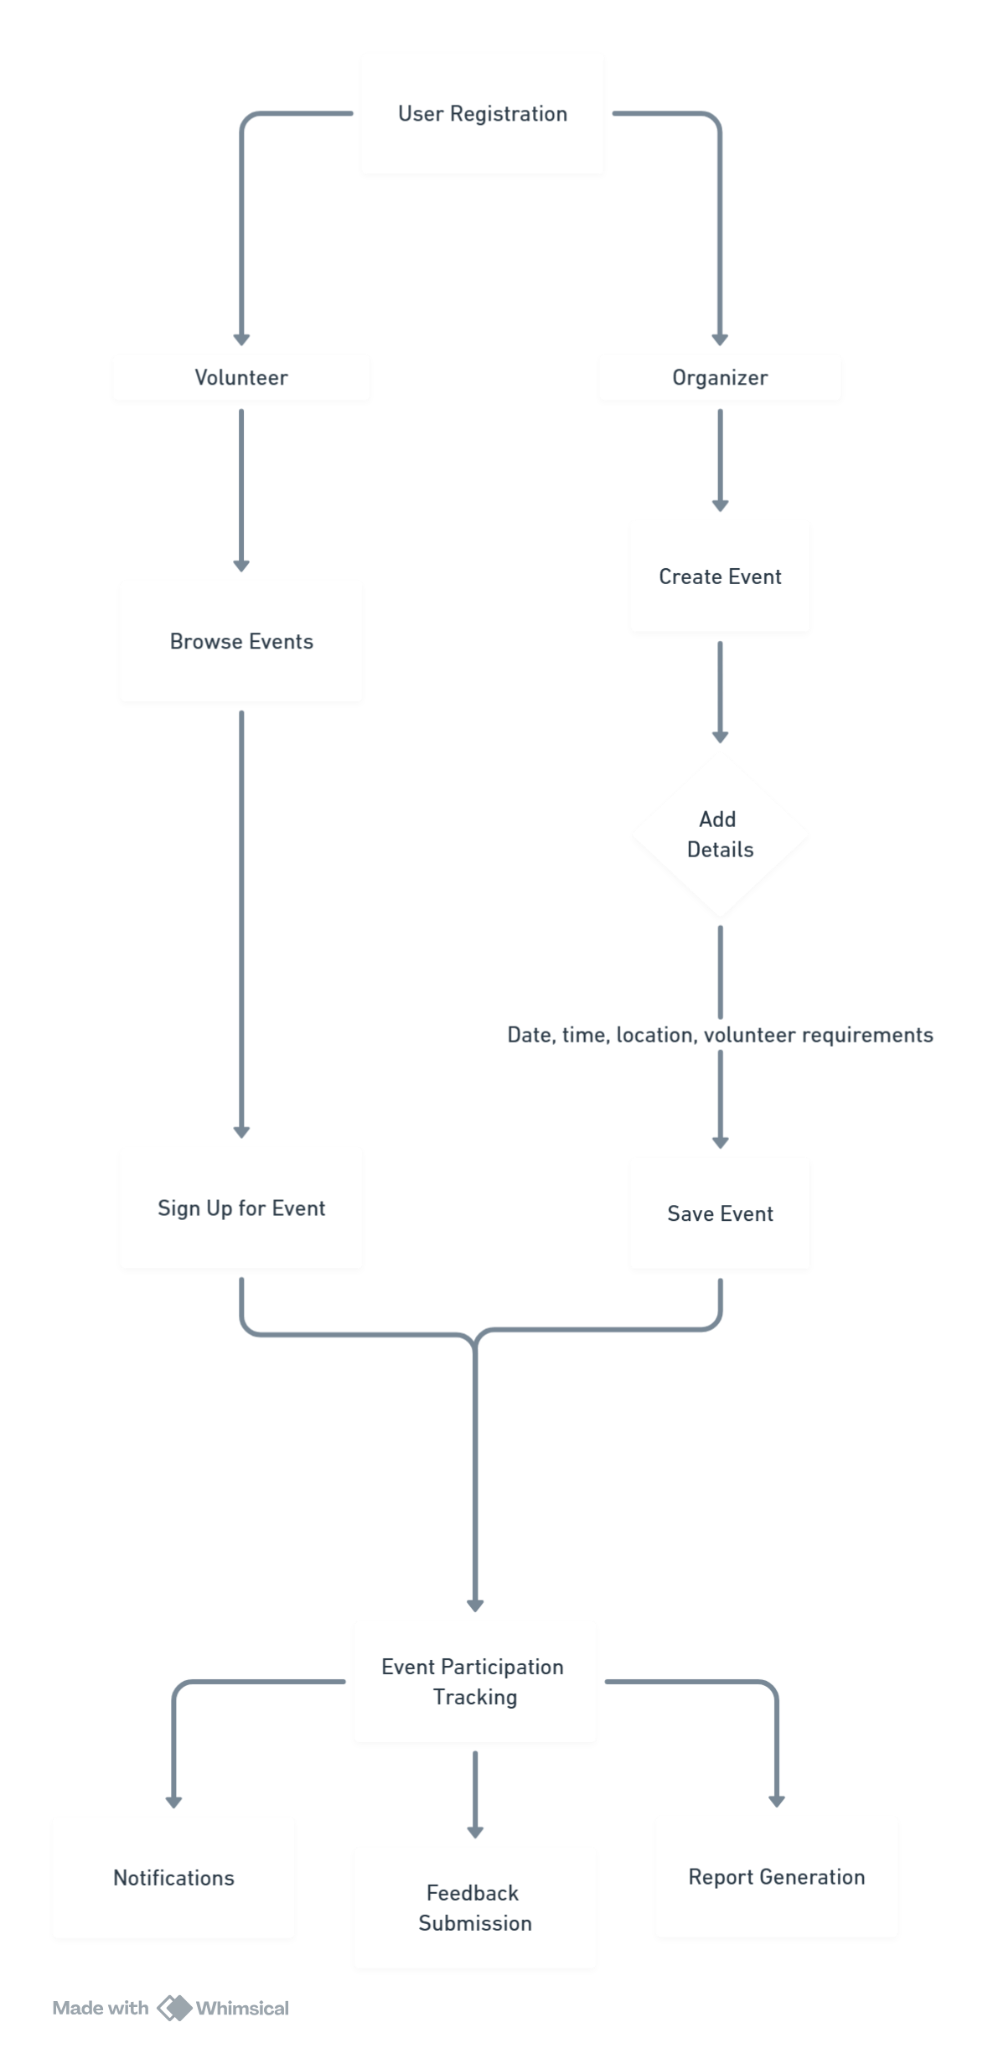 User Registration
Volunteer
Organizer
Create Event
Browse Events
Add
Details
Date, time, location, volunteer requirements
Sign Up for Event
Save Event
Event Participation
Tracking
Notifications
Feedback
Submission
Report Generation
Made with Whimsical